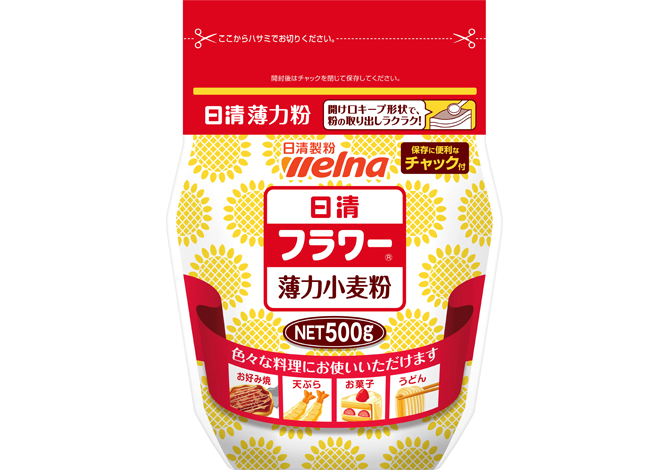 ここからハサミでお切りください。
開封後はチャックを閉じて保存してください。
日清 薄力粉
開け口キープ形状で、
粉の取り出しラクラク!
日清製粉
welna
保存に便利な
チャック付
日清
フラワー®
薄力小麦粉
NET500g
色々な料理にお使いいただけます
お好み焼 天ぷら お菓子 うどん